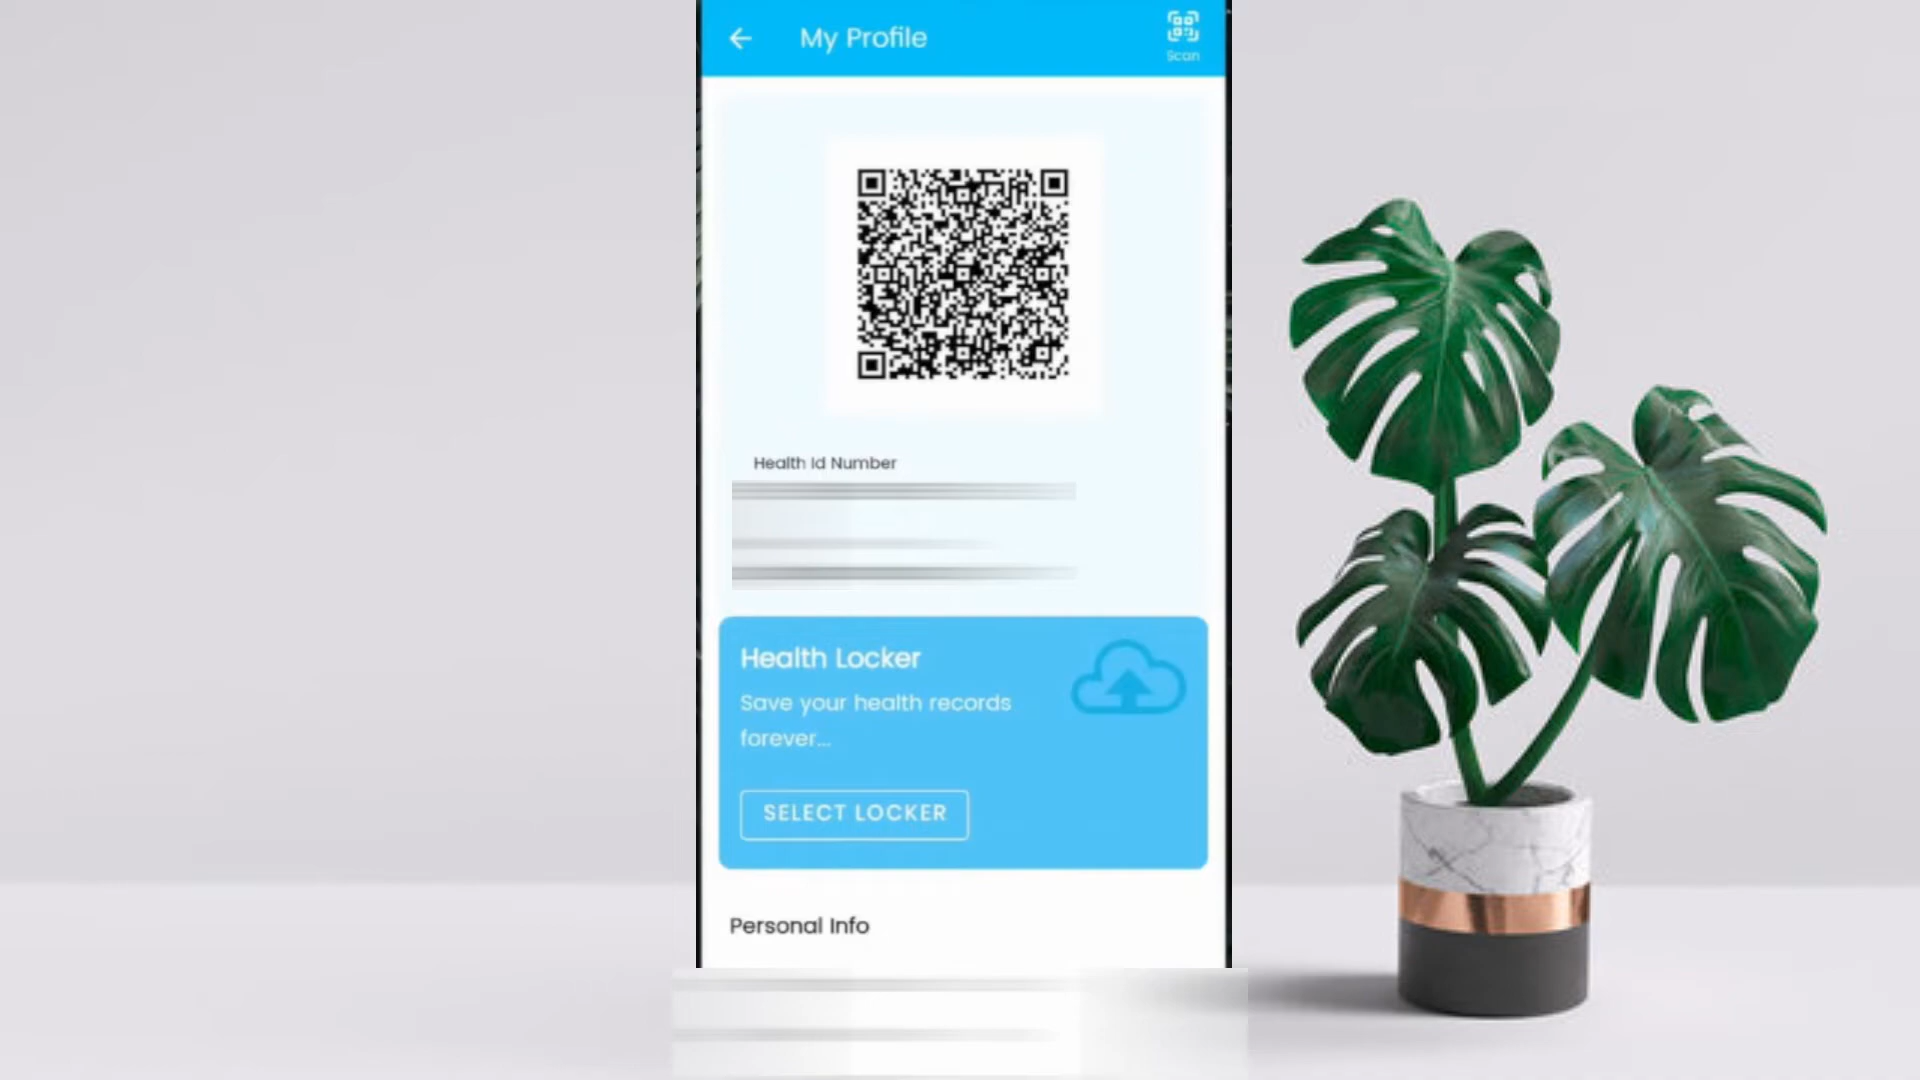 My Profile
Scan
Health Id Number
Health Locker
Save your health records
forever...
SELECT LOCKER
Personal Info